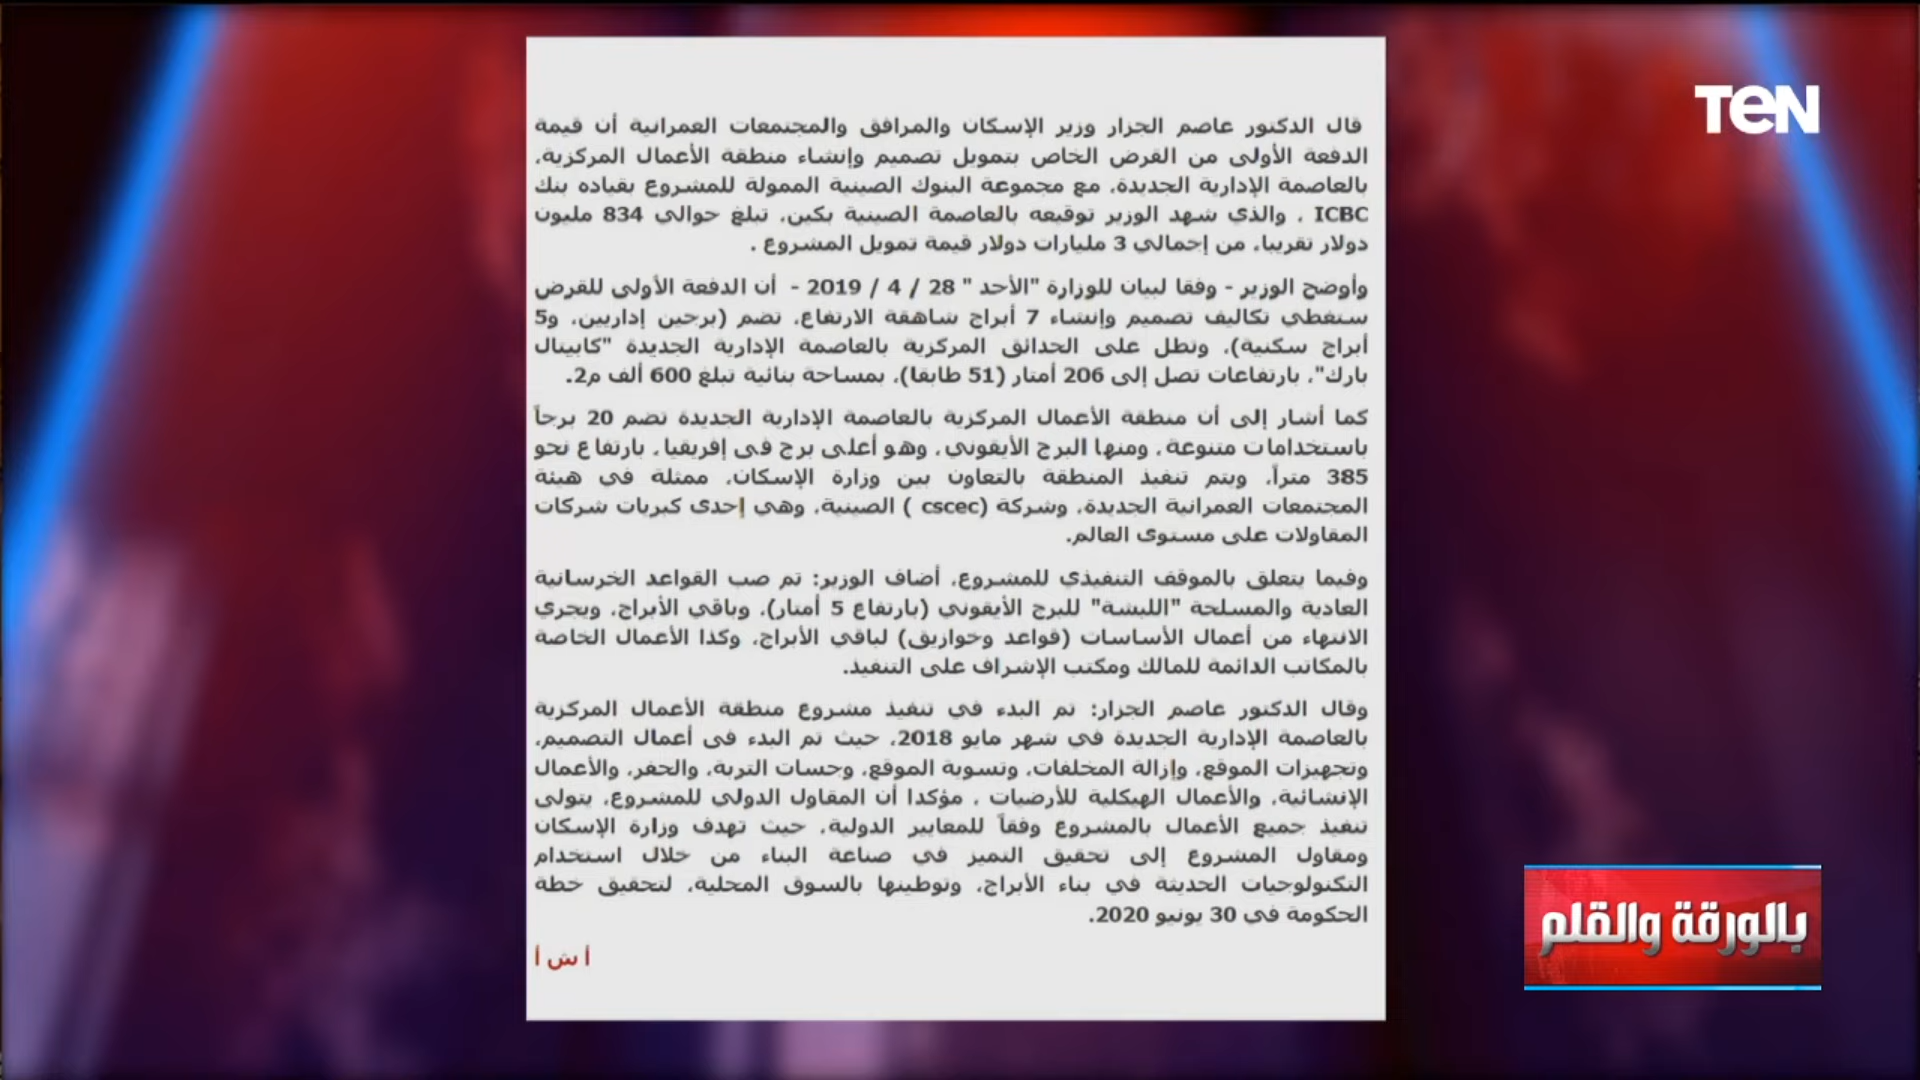 TeN
قال الدكتور عاصم الجزار وزير الإسكان والمرافق والمجتمعات العمرانية أن قيمة
الدفعة الأولى من القرض الخاص بتمويل تصميم وإنشاء منطقة الأعمال المركزية،
بالعاصمة الإدارية الجديدة، مع مجموعة البنوك الصينية الممولة للمشروع بقياده بنك
ICBC ، والذي شهد الوزير توقيعه بالعاصمة الصينية بكين، تبلغ حوالي 834 مليون
دولار تقريبا، من إجمالي 3 مليارات دولار قيمة تمويل المشروع .
وأوضح الوزير - وفقا لبيان للوزارة "الأحد " 28 / 4 / 2019 - أن الدفعة الأولى للقرض
ستغطي تكاليف تصميم وإنشاء 7 أبراج شاهقة الارتفاع، تضم (برجين إداريين، و5
أبراج سكنية)، وتطل على الحدائق المركزية بالعاصمة الإدارية الجديدة "كابيتال
بارك"، بارتفاعات تصل إلى 206 أمتار (51 طابقا)، بمساحة بنائية تبلغ 600 ألف م2.
كما أشار إلى أن منطقة الأعمال المركزية بالعاصمة الإدارية الجديدة تضم 20 برجاً
باستخدامات متنوعة، ومنها البرج الأيقوني، وهو أعلى برج فى إفريقيا، بارتفاع نحو
385 متراً، ويتم تنفيذ المنطقة بالتعاون بين وزارة الإسكان، ممثلة في هيئة
المجتمعات العمرانية الجديدة، وشركة (cscec ) الصينية، وهي إحدى كبريات شركات
المقاولات على مستوى العالم.
وفيما يتعلق بالموقف التنفيذي للمشروع، أضاف الوزير: تم صب القواعد الخرسانية
العادية والمسلحة "اللبشة" للبرج الأيقوني (بارتفاع 5 أمتار)، وباقي الأبراج، ويجري
الانتهاء من أعمال الأساسات (قواعد وخوازيق) لباقي الأبراج، وكذا الأعمال الخاصة
بالمكاتب الدائمة للمالك ومكتب الإشراف على التنفيذ.
وقال الدكتور عاصم الجزار: تم البدء في تنفيذ مشروع منطقة الأعمال المركزية
بالعاصمة الإدارية الجديدة في شهر مايو 2018، حيث تم البدء فى أعمال التصميم،
وتجهيزات الموقع، وإزالة المخلفات، وتسوية الموقع، وجسات التربة، والحفر، والأعمال
الإنشائية، والأعمال الهيكلية للأرضيات ، مؤكدا أن المقاول الدولي للمشروع، يتولى
تنفيذ جميع الأعمال بالمشروع وفقاً للمعايير الدولية، حيث تهدف وزارة الإسكان
ومقاول المشروع إلى تحقيق التميز في صناعة البناء من خلال استخدام
التكنولوجيات الحديثة في بناء الأبراج، وتوطينها بالسوق المحلية، لتحقيق خطة
الحكومة في 30 يونيو 2020.
أ ش أ
بالورقة والقلم